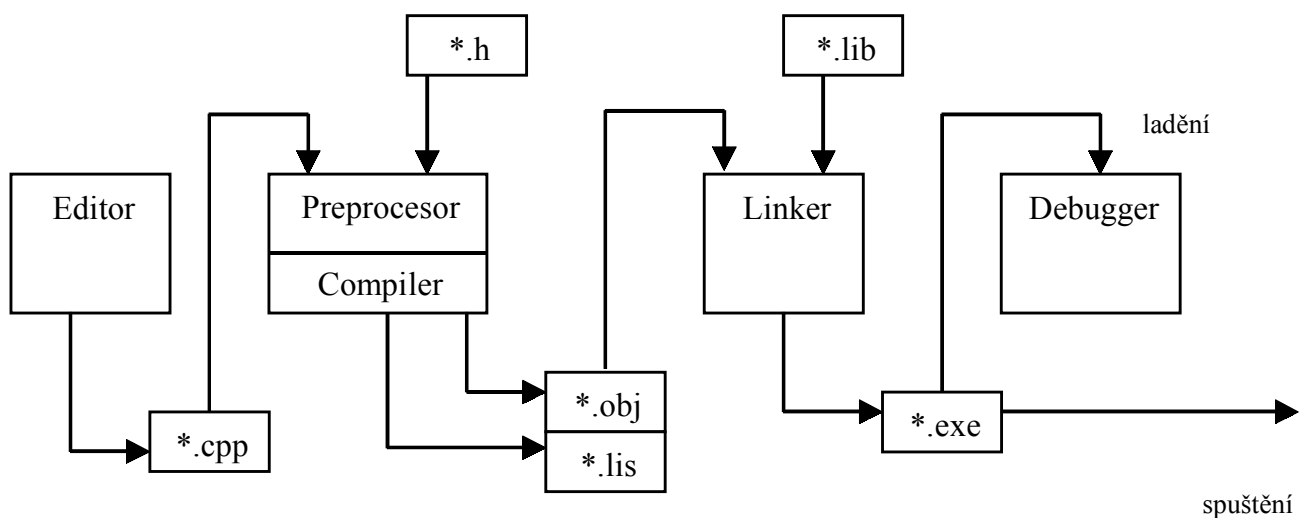 *.h
*.lib
ladění
Editor
Preprocesor
Linker
Debugger
Compiler
*.obj
*.exe
*.cpp
*.lis
spuštění